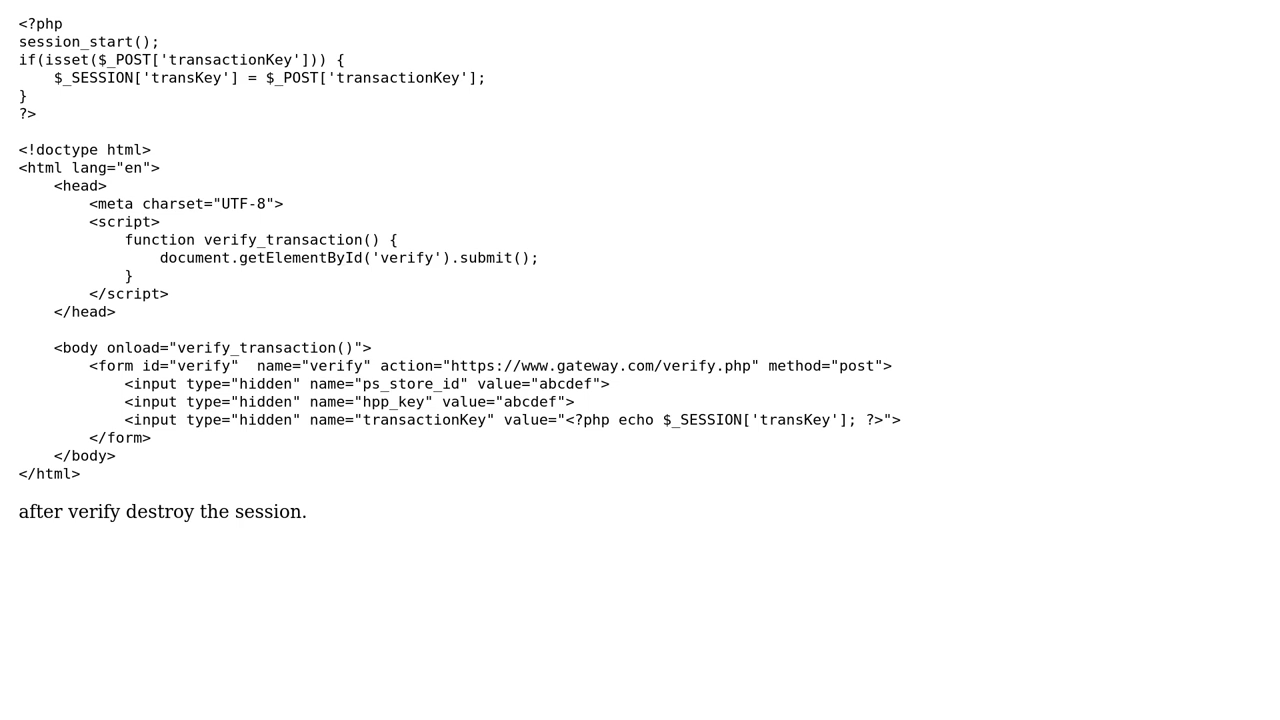 <?php
session_start();
if(isset($_POST['transactionKey'])) {
    $_SESSION['transKey'] = $_POST['transactionKey'];
}
?>

<!doctype html>
<html lang="en">
    <head>
        <meta charset="UTF-8">
        <script>
            function verify_transaction() {
                document.getElementById('verify').submit();
            }
        </script>
    </head>

    <body onload="verify_transaction()">
        <form id="verify"  name="verify" action="https://www.gateway.com/verify.php" method="post">
            <input type="hidden" name="ps_store_id" value="abcdef">
            <input type="hidden" name="hpp_key" value="abcdef">
            <input type="hidden" name="transactionKey" value="<?php echo $_SESSION['transKey']; ?>">
        </form>
    </body>
</html>
after verify destroy the session.